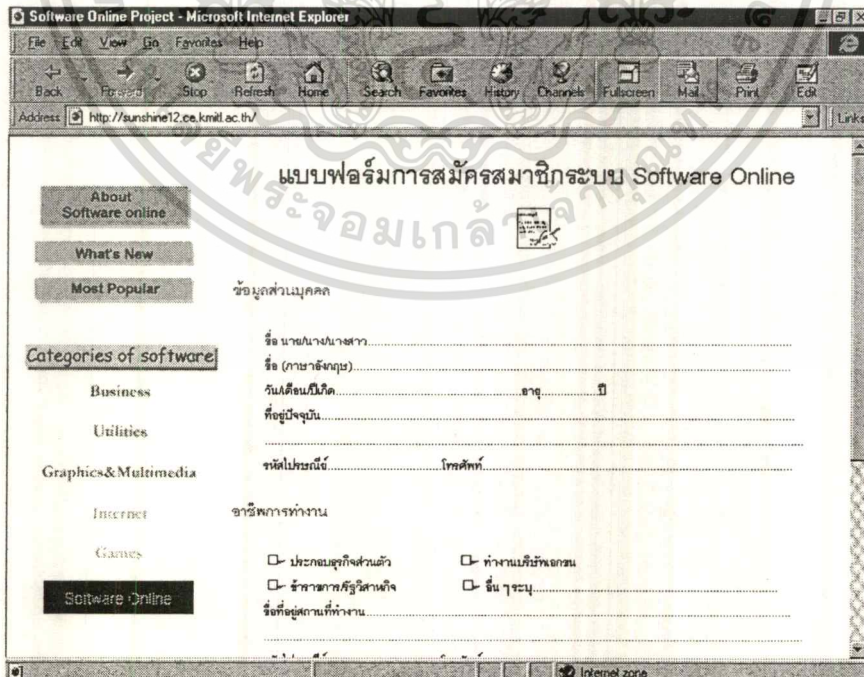 Software Online Project - Microsoft Internet Explorer
File Edit View Go Favorites Help
Back Forward Stop Refresh Home Search Favorites History Channels Fullscreen Mail Print Edit
Address http://sunshine12.ce.kmitl.ac.th/ Links
แบบฟอร์มการสมัครสมาชิกระบบ Software Online
About
Software online
What's New
Most Popular
Categories of software
Business
Utilities
Graphics&Multimedia
Internet
Games
Software Online
ข้อมูลส่วนบุคคล
ชื่อ นาย/นาง/นางสาว
ชื่อ (ภาษาอังกฤษ)
วัน/เดือน/ปีเกิด อายุ ปี
ที่อยู่ปัจจุบัน
รหัสไปรษณีย์ โทรศัพท์
อาชีพการทำงาน
ประกอบธุรกิจส่วนตัว ทำงานบริษัทเอกชน
ข้าราชการ/รัฐวิสาหกิจ อื่น ๆ ระบุ
ชื่อที่อยู่สถานที่ทำงาน
Internet zone